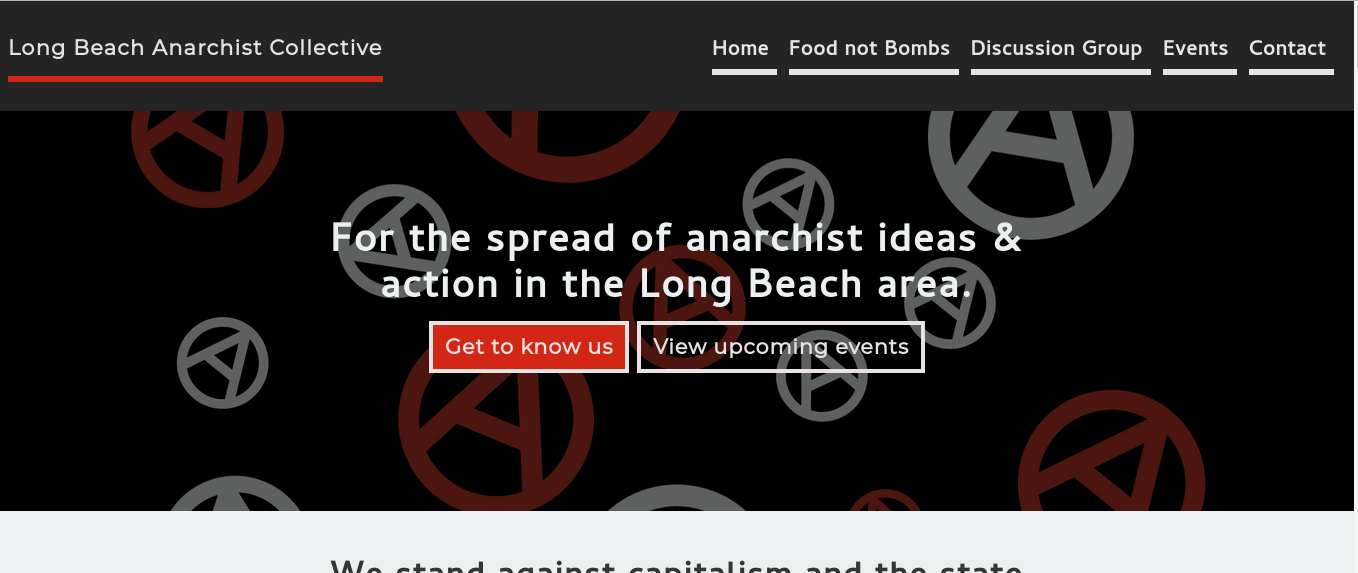 Long Beach Anarchist Collective
Home Food not Bombs Discussion Group Events Contact
For the spread of anarchist ideas &
action in the Long Beach area.
Get to know us View upcoming events
We stand against capitalism and the state